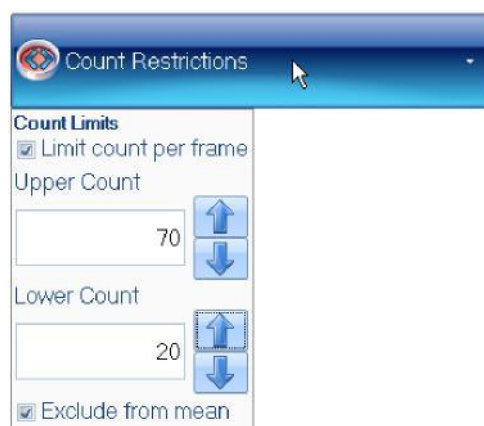 Count Restrictions
Count Limits
Limit count per frame
Upper Count
70
Lower Count
20
Exclude from mean